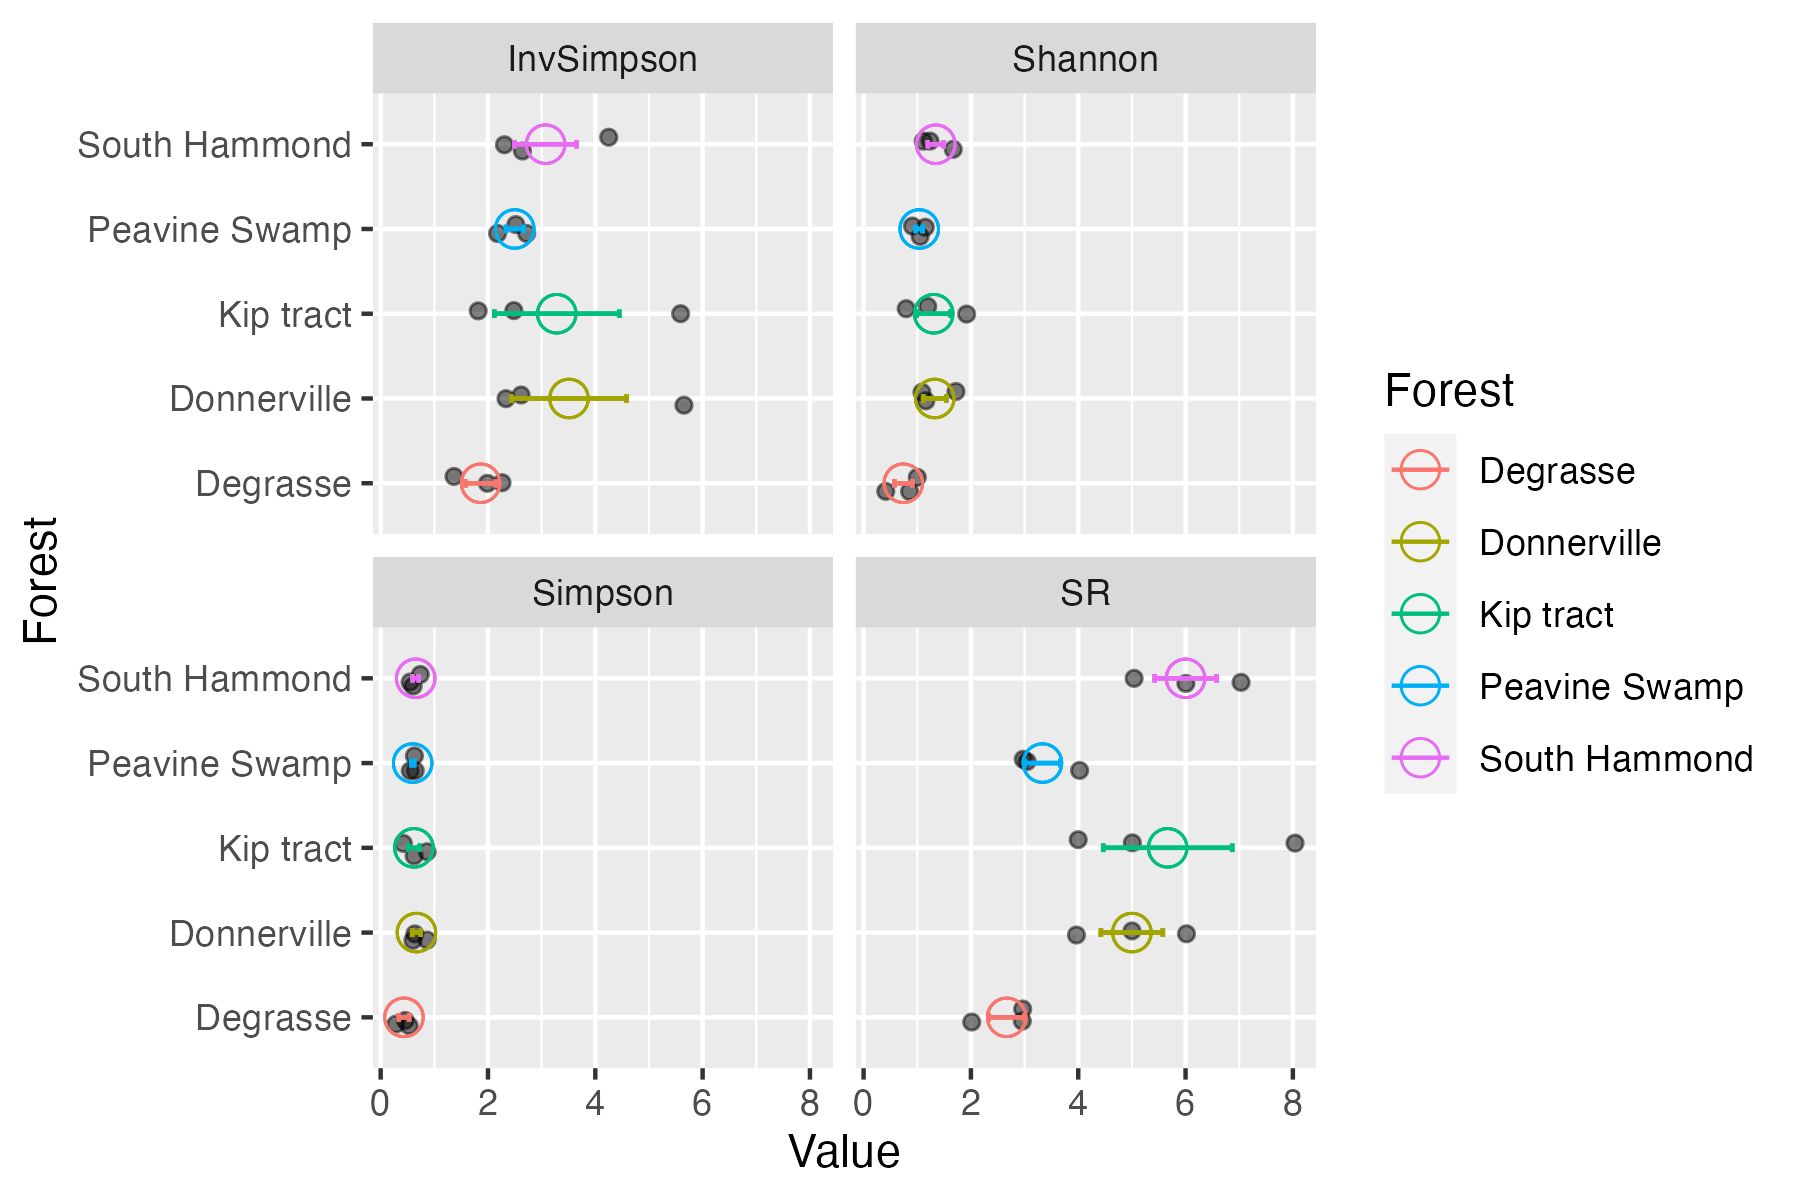 InvSimpson
Shannon
South Hammond
Peavine Swamp
Kip tract
Donnerville
Degrasse
Simpson
SR
South Hammond
Peavine Swamp
Kip tract
Donnerville
Degrasse
0 2 4 6 8
0 2 4 6 8
Value
Forest
Forest
Degrasse
Donnerville
Kip tract
Peavine Swamp
South Hammond